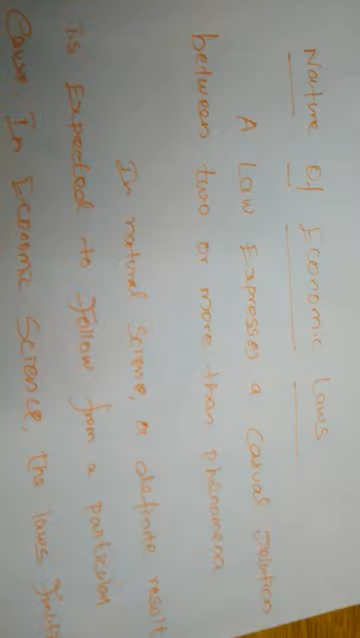 Nature Of Economic Laws
A Law Expresses a Causal relation
between two or more than phenomena
In natural Sciene, a definite result
is Expected to follow from a particular
Cause In Economic Science, the laws